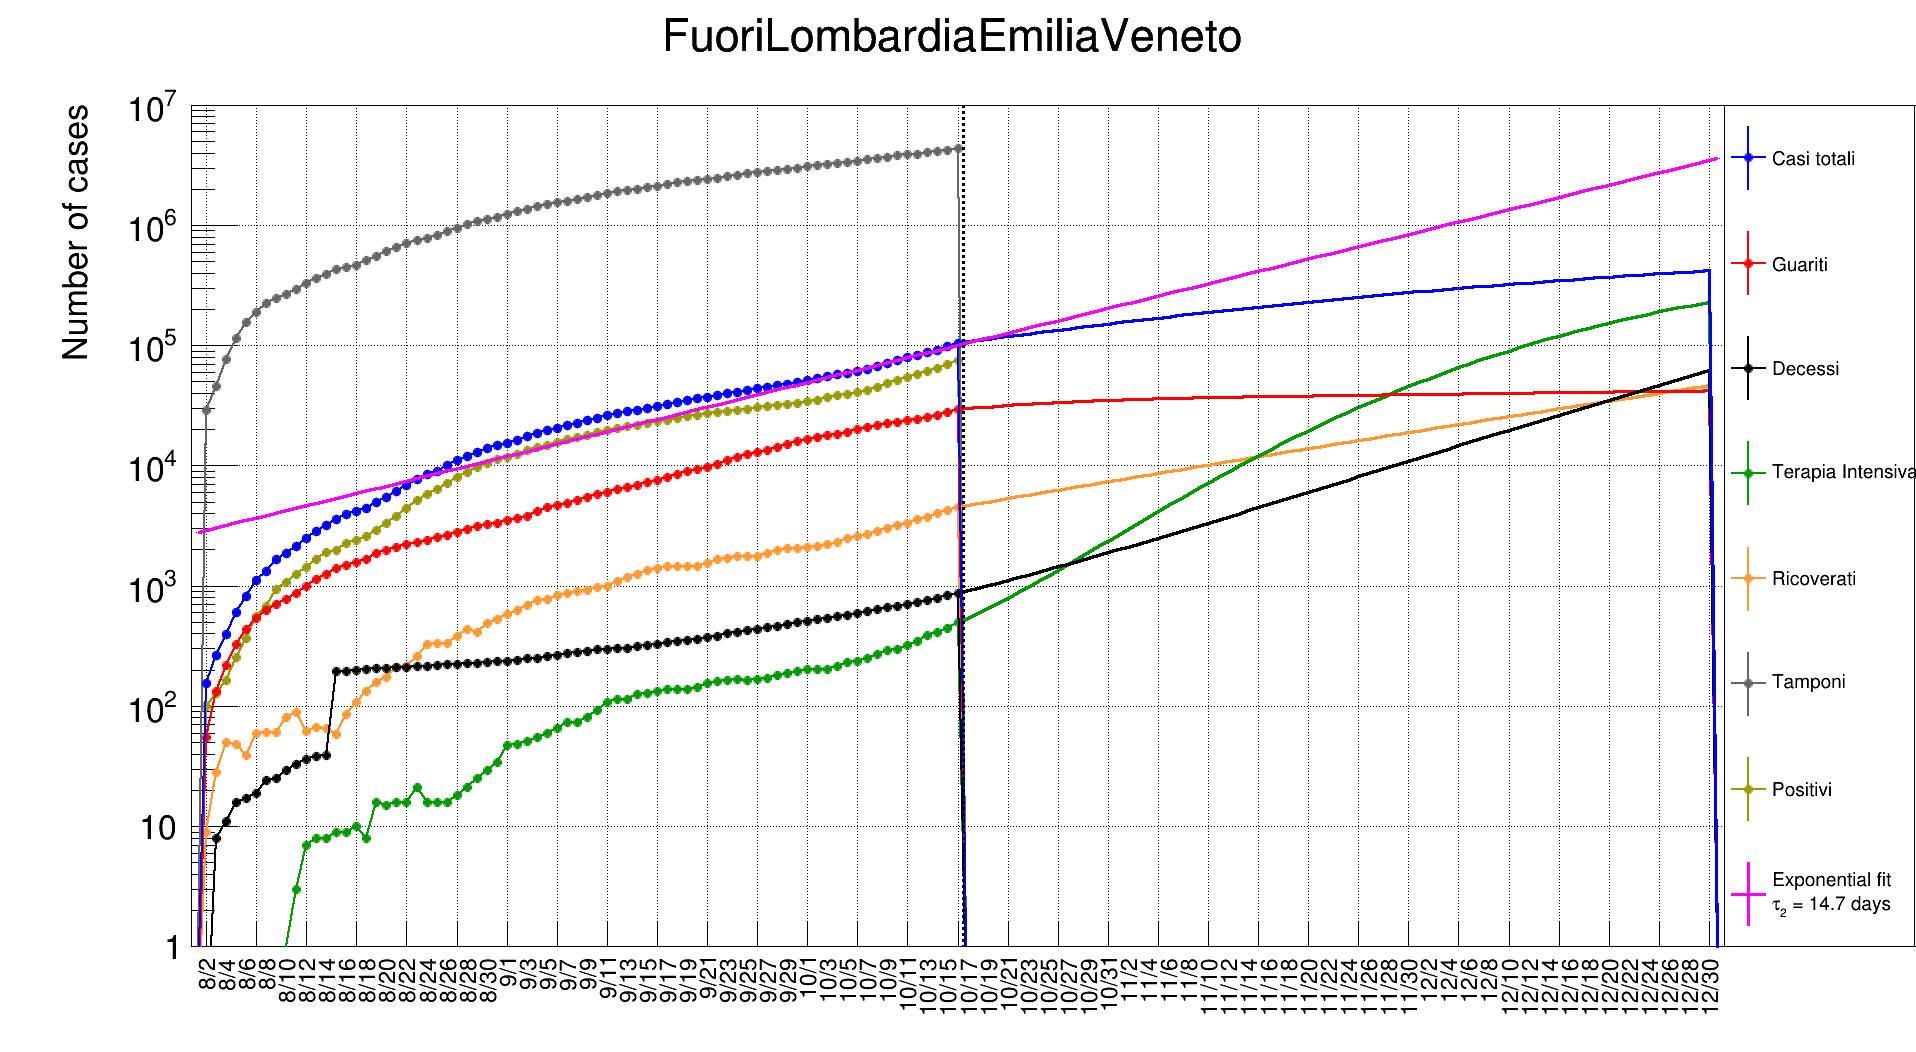 FuoriLombardiaEmiliaVeneto
Number of cases
10^7
10^6
10^5
10^4
10^3
10^2
10
1
8/2 8/4 8/6 8/8 8/10 8/12 8/14 8/16 8/18 8/20 8/22 8/24 8/26 8/28 8/30 9/1 9/3 9/5 9/7 9/9 9/11 9/13 9/15 9/17 9/19 9/21 9/23 9/25 9/27 9/29 10/1 10/3 10/5 10/7 10/9 10/11 10/13 10/15 10/17 10/19 10/21 10/23 10/25 10/27 10/29 10/31 11/2 11/4 11/6 11/8 11/10 11/12 11/14 11/16 11/18 11/20 11/22 11/24 11/26 11/28 11/30 12/2 12/4 12/6 12/8 12/10 12/12 12/14 12/16 12/18 12/20 12/22 12/24 12/26 12/28 12/30
Casi totali
Guariti
Decessi
Terapia Intensiva
Ricoverati
Tamponi
Positivi
Exponential fit
τ2 = 14.7 days